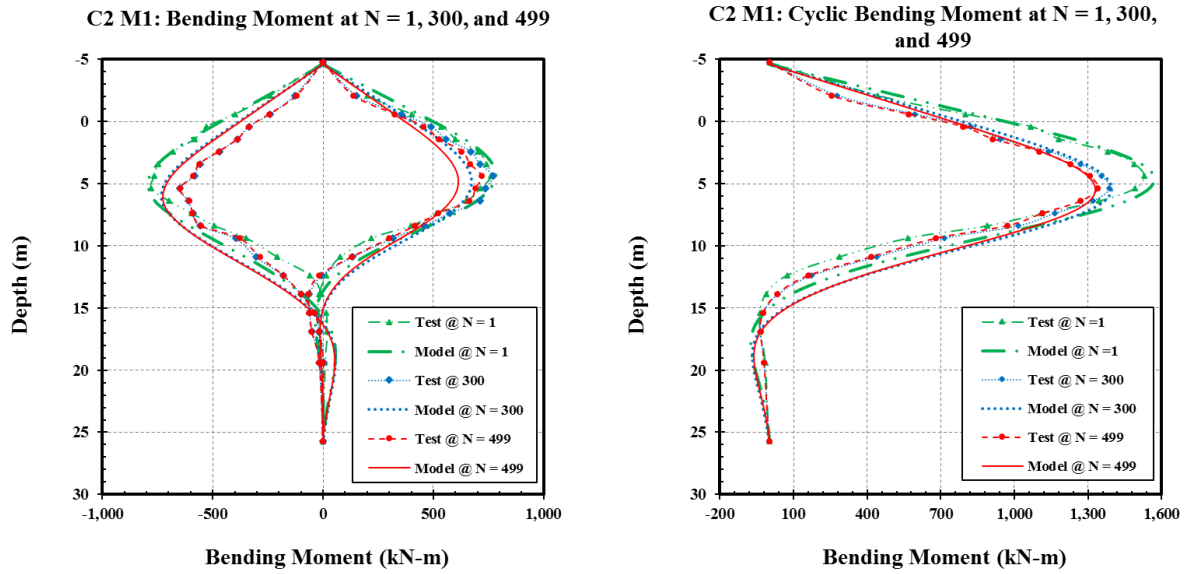 C2 M1: Bending Moment at N = 1, 300, and 499
-5
0
5
10
15
20
25
30
Depth (m)
-1,000
-500
0
500
1,000
Bending Moment (kN-m)
Test @ N = 1
Model @ N = 1
Test @ 300
Model @ N = 300
Test @ N = 499
Model @ N = 499
C2 M1: Cyclic Bending Moment at N = 1, 300,
and 499
-5
0
5
10
15
20
25
30
Depth (m)
-200
100
400
700
1,000
1,300
1,600
Bending Moment (kN-m)
Test @ N =1
Model @ N =1
Test @ N = 300
Model @ N = 300
Test @ N = 499
Model @ N = 499